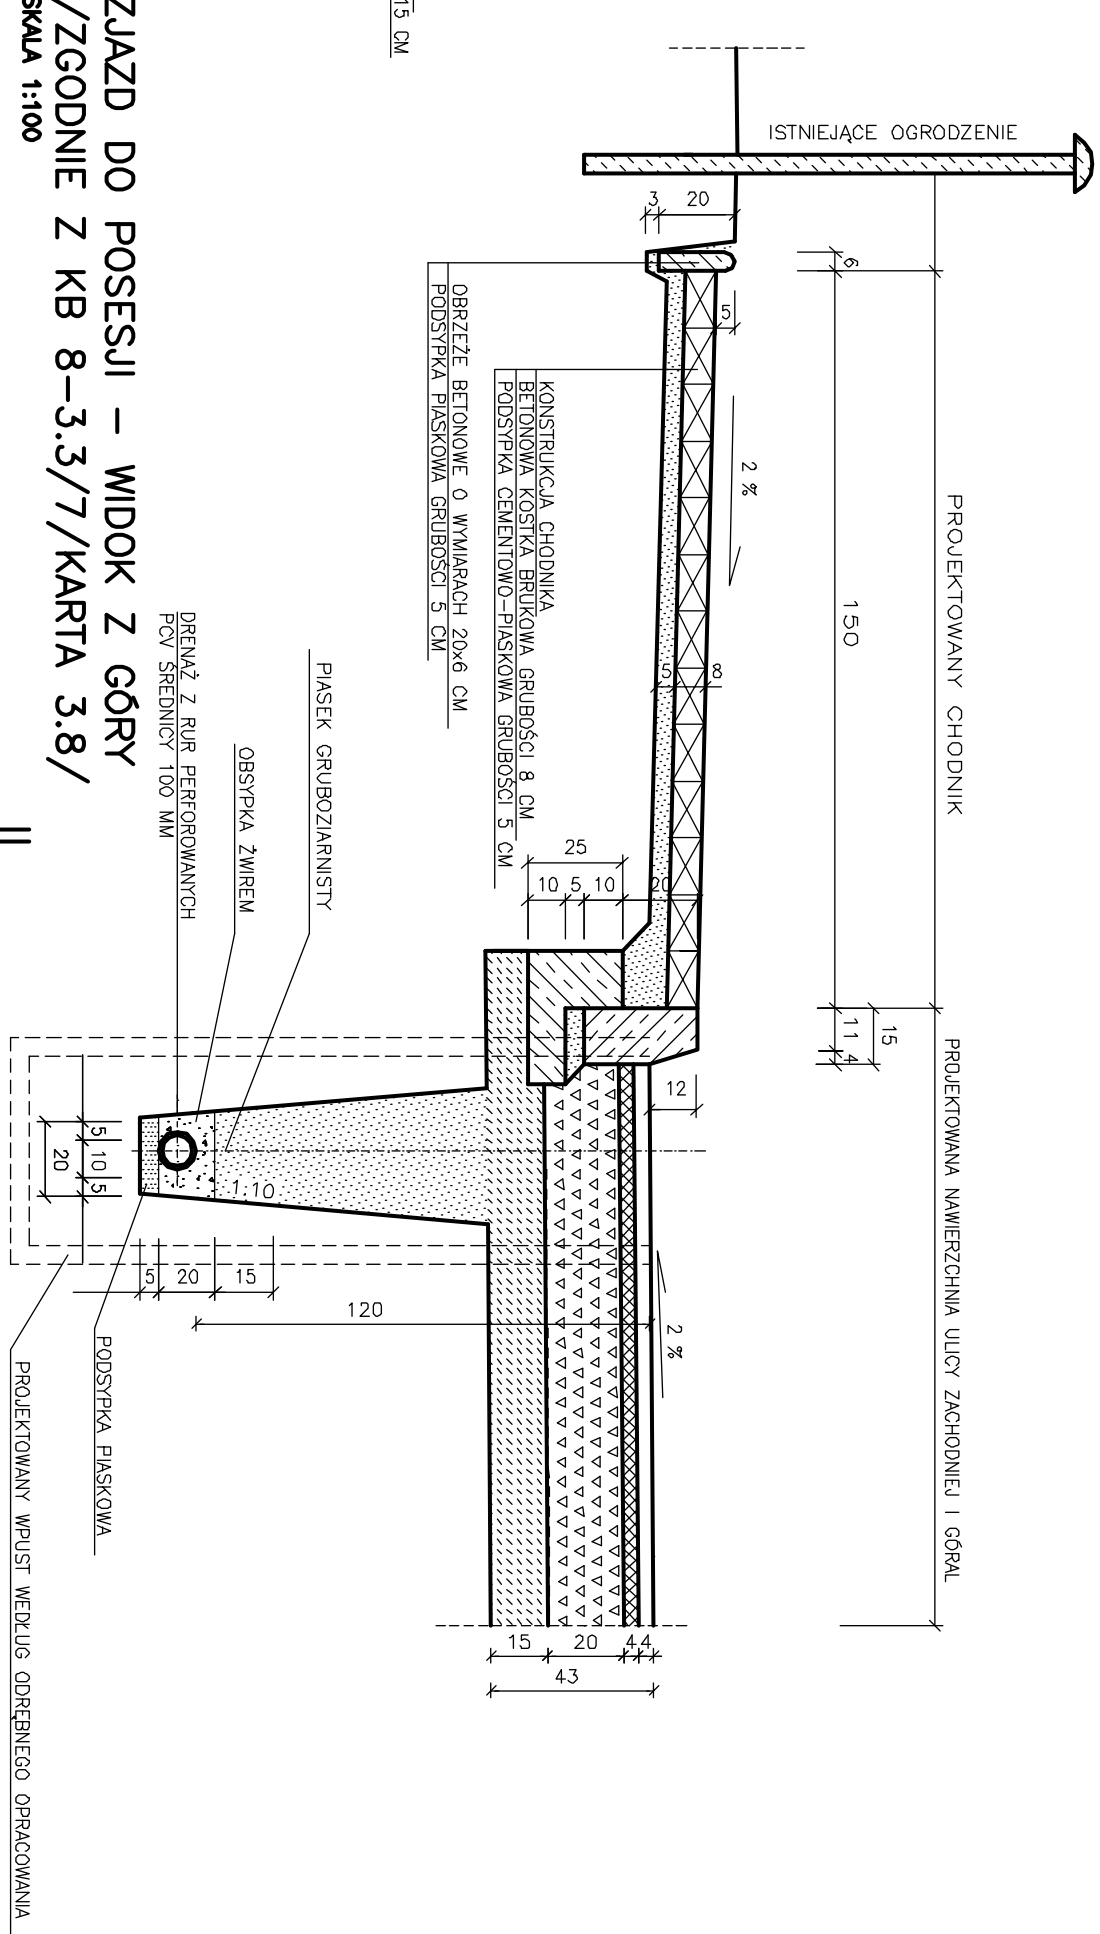 15 CM
ZJAZD DO POSESJI – WIDOK Z GÓRY
/ZGODNIE Z KB 8–3.3/7/KARTA 3.8/
SKALA 1:100
ISTNIEJĄCE OGRODZENIE
PROJEKTOWANY CHODNIK
PROJEKTOWANA NAWIERZCHNIA ULICY ZACHODNIEJ I GÓRAL
6
150
15
11
4
3
20
5
2 %
5
8
12
2 %
KONSTRUKCJA CHODNIKA
BETONOWA KOSTKA BRUKOWA GRUBOŚCI 8 CM
PODSYPKA CEMENTOWO–PIASKOWA GRUBOŚCI 5 CM
OBRZEŻE BETONOWE O WYMIARACH 20x6 CM
PODSYPKA PIASKOWA GRUBOŚCI 5 CM
25
10
5
10
20
15
20
4
4
43
PIASEK GRUBOZIARNISTY
OBSYPKA ŻWIREM
DRENAŻ Z RUR PERFOROWANYCH
PCV ŚREDNICY 100 MM
1:10
120
5
20
15
5
10
5
20
PODSYPKA PIASKOWA
PROJEKTOWANY WPUST WEDŁUG ODRĘBNEGO OPRACOWANIA